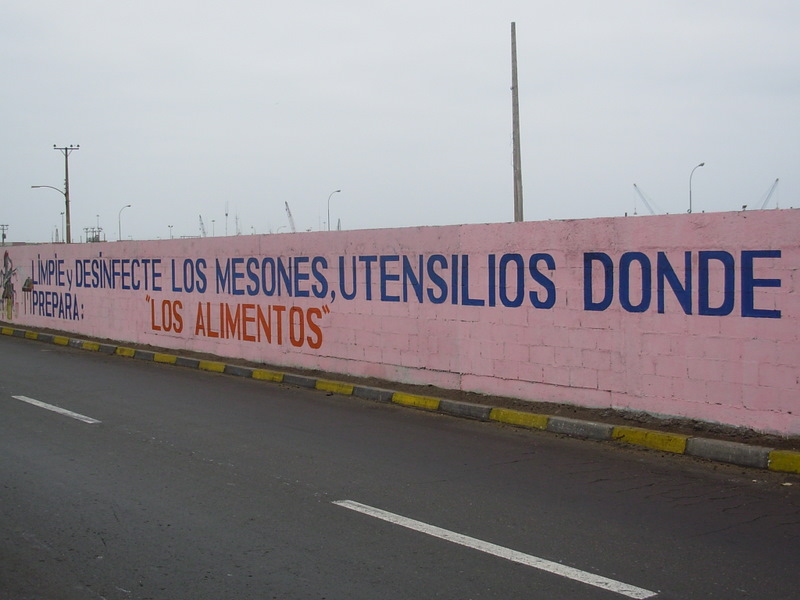 LIMPIE y DESINFECTE LOS MESONES, UTENSILIOS DONDE
PREPARA: "LOS ALIMENTOS"